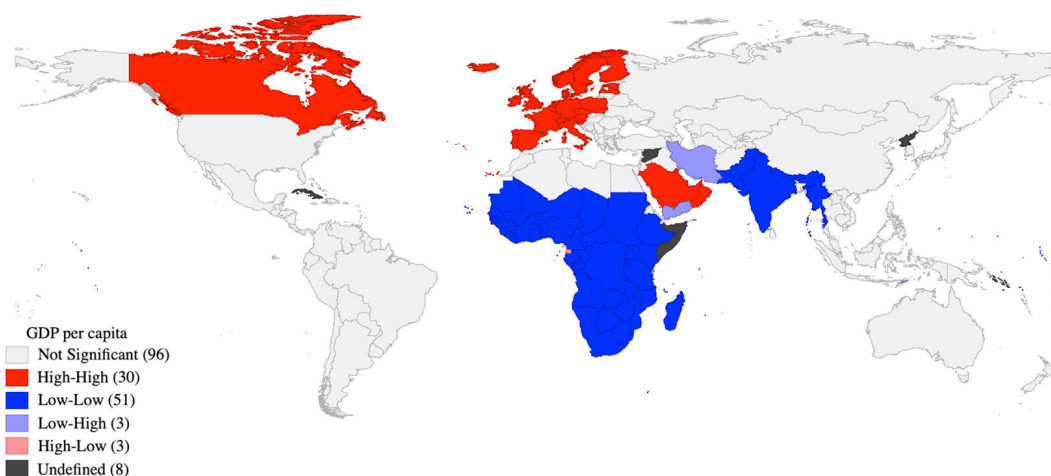 GDP per capita
Not Significant (96)
High-High (30)
Low-Low (51)
Low-High (3)
High-Low (3)
Undefined (8)